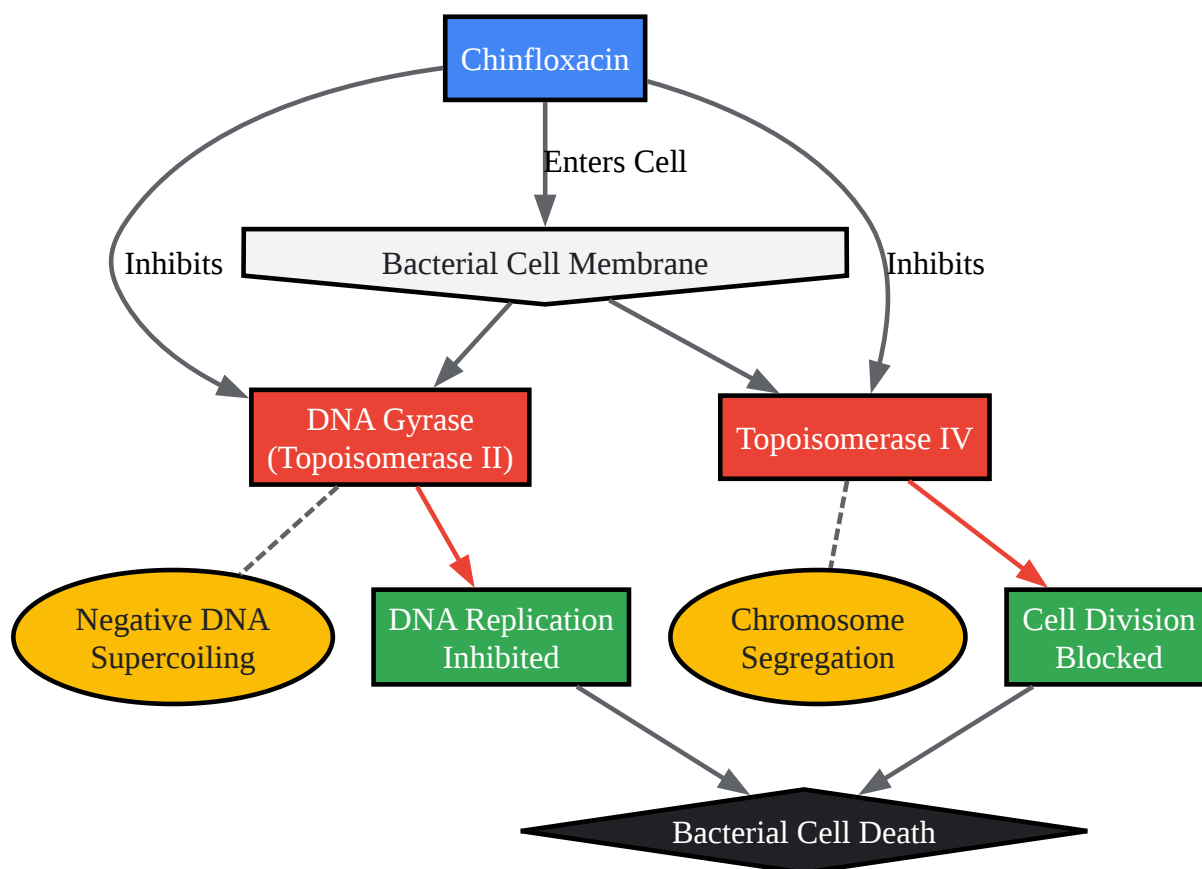 Chinfloxacin
Enters Cell
Inhibits
Bacterial Cell Membrane
Inhibits
DNA Gyrase
(Topoisomerase II)
Topoisomerase IV
Negative DNA
Supercoiling
DNA Replication
Inhibited
Chromosome
Segregation
Cell Division
Blocked
Bacterial Cell Death